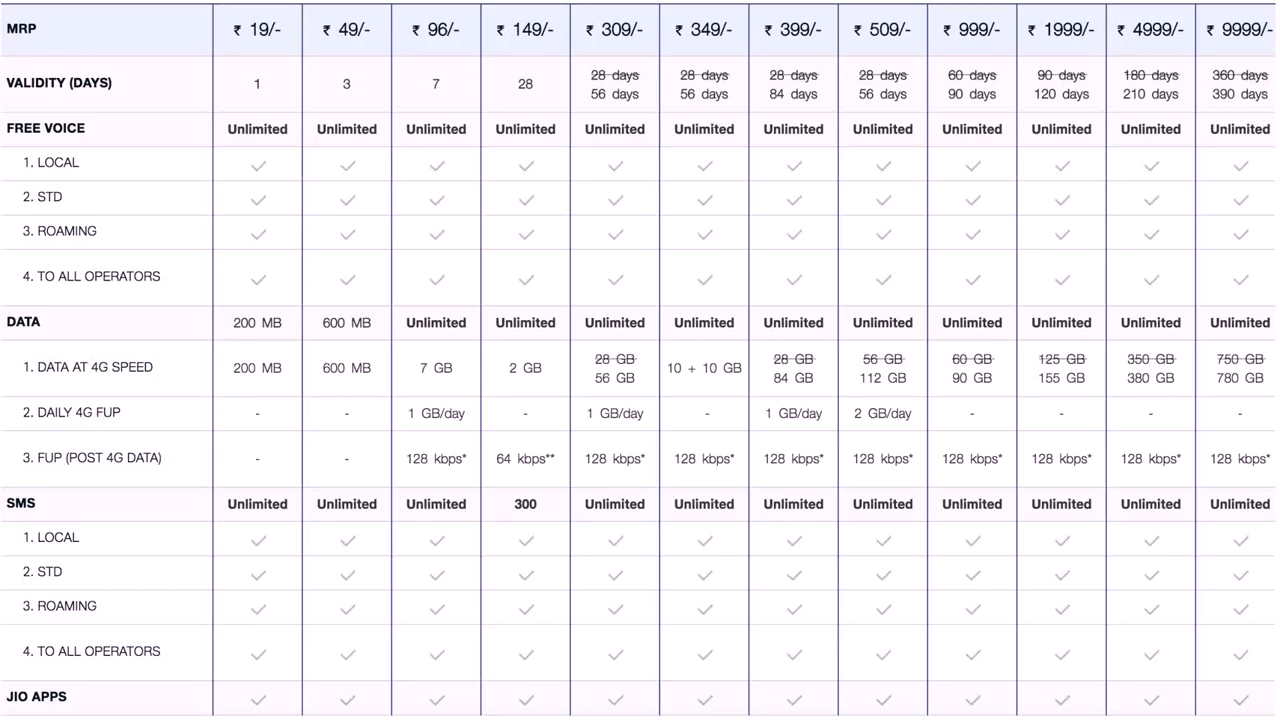 MRP ₹ 19/- ₹ 49/- ₹ 96/- ₹ 149/- ₹ 309/- ₹ 349/- ₹ 399/- ₹ 509/- ₹ 999/- ₹ 1999/- ₹ 4999/- ₹ 9999/-
VALIDITY (DAYS) 1 3 7 28 28 days 28 days 28 days 28 days 60 days 90 days 180 days 360 days
56 days 56 days 84 days 56 days 90 days 120 days 210 days 390 days
FREE VOICE Unlimited Unlimited Unlimited Unlimited Unlimited Unlimited Unlimited Unlimited Unlimited Unlimited Unlimited Unlimited
1. LOCAL
2. STD
3. ROAMING
4. TO ALL OPERATORS
DATA 200 MB 600 MB Unlimited Unlimited Unlimited Unlimited Unlimited Unlimited Unlimited Unlimited Unlimited Unlimited
1. DATA AT 4G SPEED 200 MB 600 MB 7 GB 2 GB 28 GB 10 + 10 GB 28 GB 56 GB 60 GB 125 GB 350 GB 750 GB
56 GB 84 GB 112 GB 90 GB 155 GB 380 GB 780 GB
2. DAILY 4G FUP - - 1 GB/day - 1 GB/day - 1 GB/day 2 GB/day - - - -
3. FUP (POST 4G DATA) - - 128 kbps* 64 kbps** 128 kbps* 128 kbps* 128 kbps* 128 kbps* 128 kbps* 128 kbps* 128 kbps* 128 kbps*
SMS Unlimited Unlimited Unlimited 300 Unlimited Unlimited Unlimited Unlimited Unlimited Unlimited Unlimited Unlimited
1. LOCAL
2. STD
3. ROAMING
4. TO ALL OPERATORS
JIO APPS